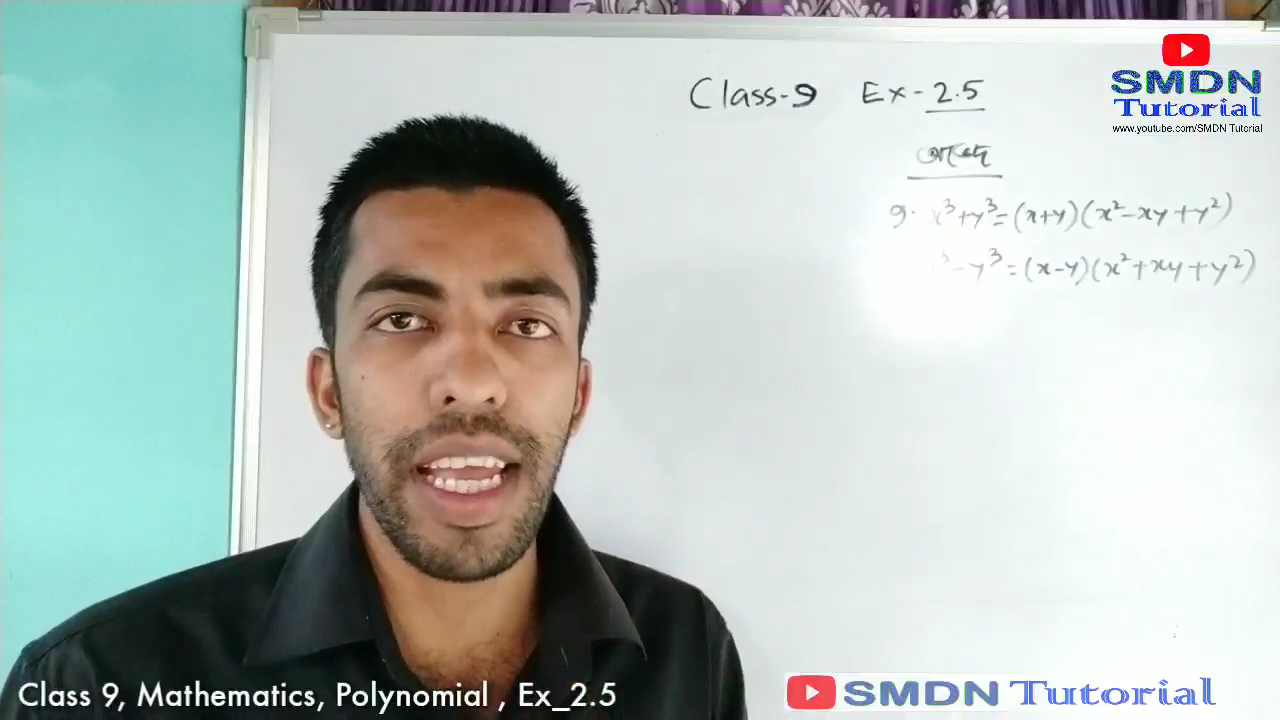 Class-9 Ex-2.5
9. x³+y³=(x+y)(x²-xy+y²)
³-y³=(x-y)(x²+xy+y²)
SMDN
Tutorial
www.youtube.com/SMDN Tutorial
Class 9, Mathematics, Polynomial , Ex_2.5
SMDN Tutorial